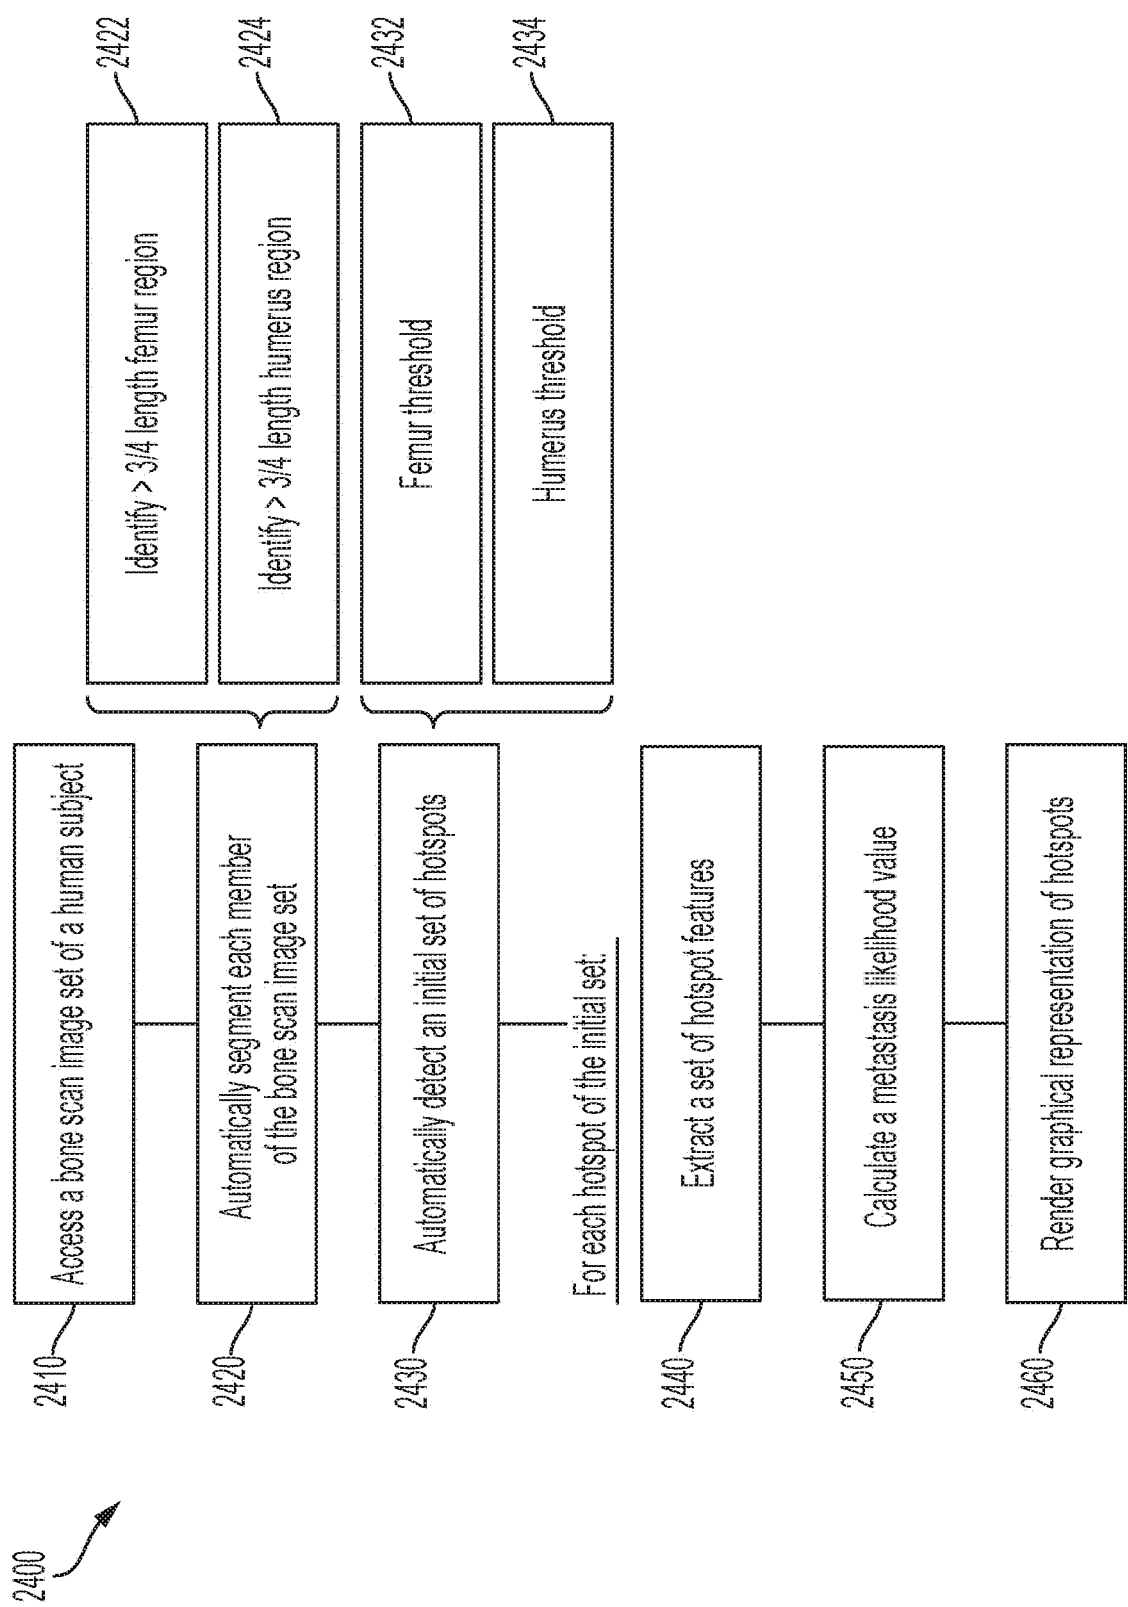 2400
2410
Access a bone scan image set of a human subject
2420
Automatically segment each member
of the bone scan image set
Identify > 3/4 length femur region
2422
Identify > 3/4 length humerus region
2424
2430
Automatically detect an initial set of hotspots
Femur threshold
2432
Humerus threshold
2434
For each hotspot of the initial set:
2440
Extract a set of hotspot features
2450
Calculate a metastasis likelihood value
2460
Render graphical representation of hotspots